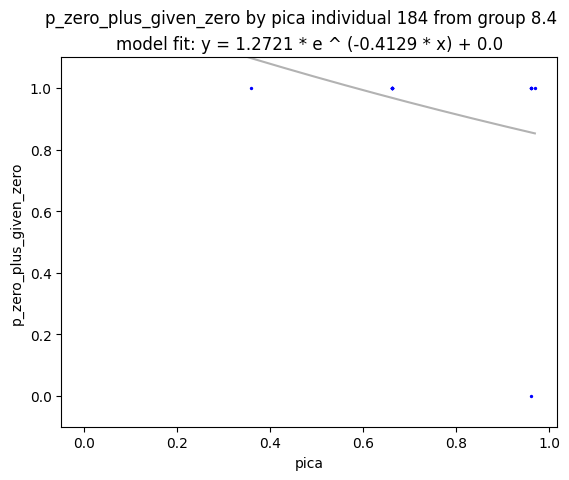 p_zero_plus_given_zero by pica individual 184 from group 8.4
model fit: y = 1.2721 * e ^ (-0.4129 * x) + 0.0
1.0
0.8
0.6
0.4
0.2
0.0
p_zero_plus_given_zero
0.0 0.2 0.4 0.6 0.8 1.0
pica